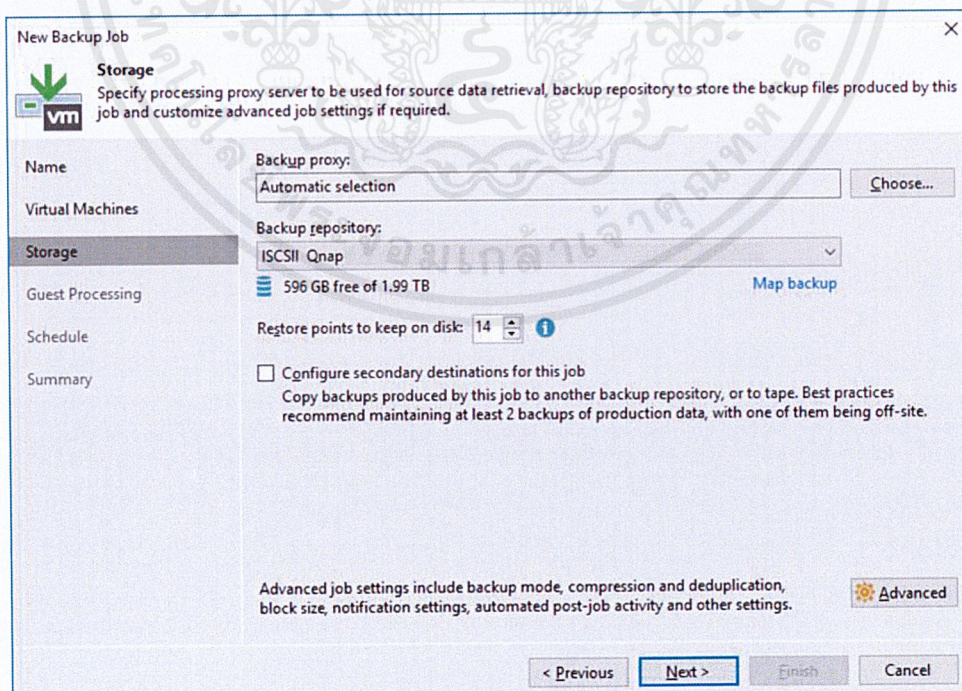 New Backup Job
Storage
Specify processing proxy server to be used for source data retrieval, backup repository to store the backup files produced by this
job and customize advanced job settings if required.
vm
Name
Virtual Machines
Storage
Guest Processing
Schedule
Summary
Backup proxy:
Automatic selection
Choose...
Backup repository:
ISCSII Qnap
596 GB free of 1.99 TB
Map backup
Restore points to keep on disk: 14
Configure secondary destinations for this job
Copy backups produced by this job to another backup repository, or to tape. Best practices
recommend maintaining at least 2 backups of production data, with one of them being off-site.
Advanced job settings include backup mode, compression and deduplication,
block size, notification settings, automated post-job activity and other settings.
Advanced
< Previous
Next >
Finish
Cancel